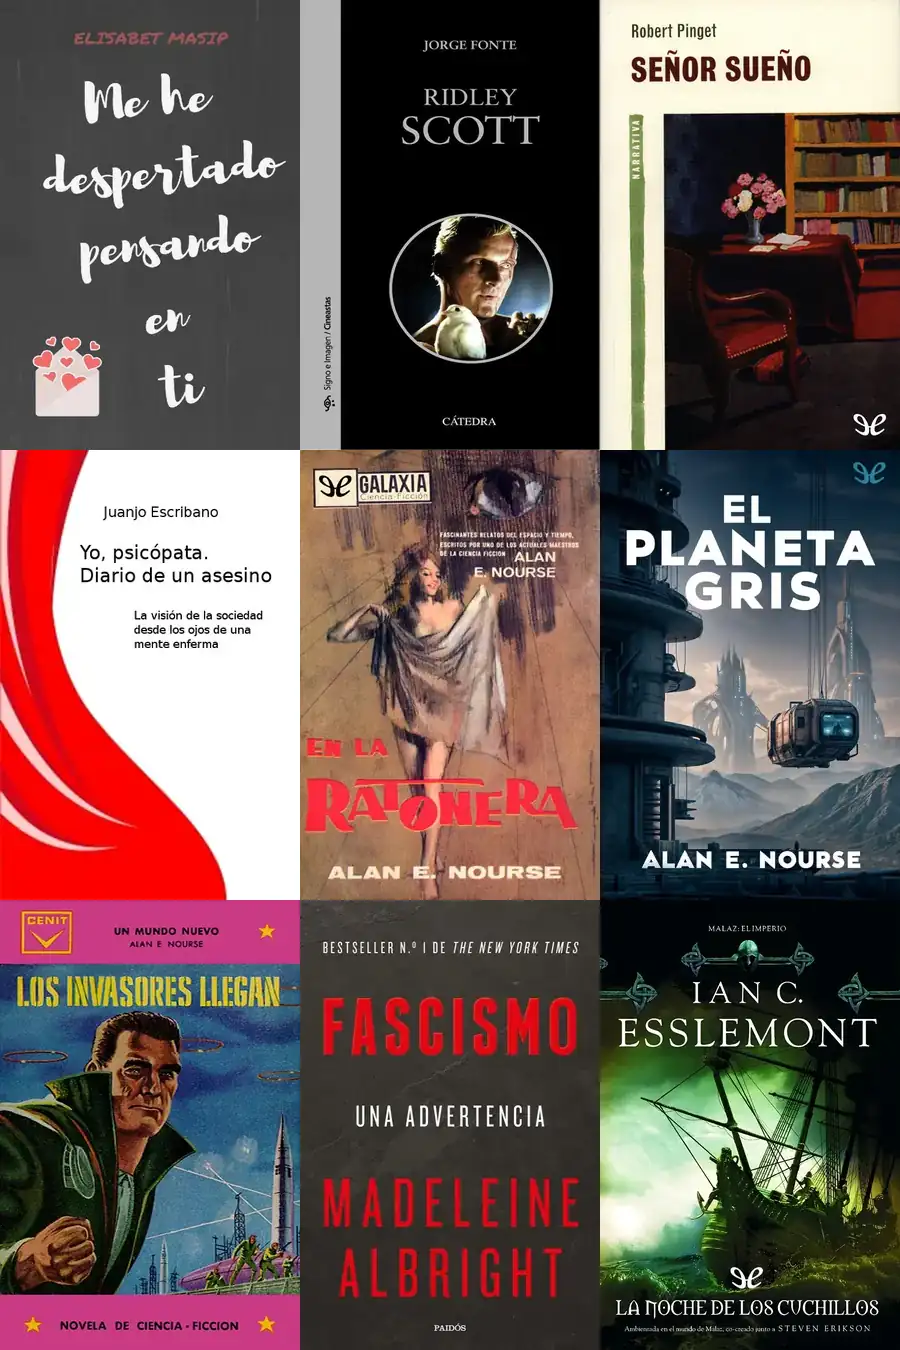 ELISABET MASIP
Me he
despertado
pensando
en
ti
JORGE FONTE
RIDLEY
SCOTT
Signo e Imagen / Cineastas
CÁTEDRA
Robert Pinget
SEÑOR SUEÑO
NARRATIVA
Juanjo Escribano
Yo, psicópata.
Diario de un asesino
La visión de la sociedad
desde los ojos de una
mente enferma
GALAXIA
Ciencia-Ficción
FASCINANTES RELATOS DEL ESPACIO Y TIEMPO,
ESCRITOS POR UNO DE LOS ACTUALES MAESTROS
DE LA CIENCIA FICCION ALAN
E. NOURSE
EN LA
RATONERA
ALAN E. NOURSE
EL
PLANETA
GRIS
ALAN E. NOURSE
CENIT
UN MUNDO NUEVO
ALAN E. NOURSE
LOS INVASORES LLEGAN
NOVELA DE CIENCIA-FICCION
BESTSELLER N.º 1 DE THE NEW YORK TIMES
FASCISMO
UNA ADVERTENCIA
MADELEINE
ALBRIGHT
PAIDÓS
MALAZ: EL IMPERIO
IAN C.
ESSLEMONT
LA NOCHE DE LOS CUCHILLOS
Ambientada en el mundo de Malaz, co-creado junto a STEVEN ERIKSON